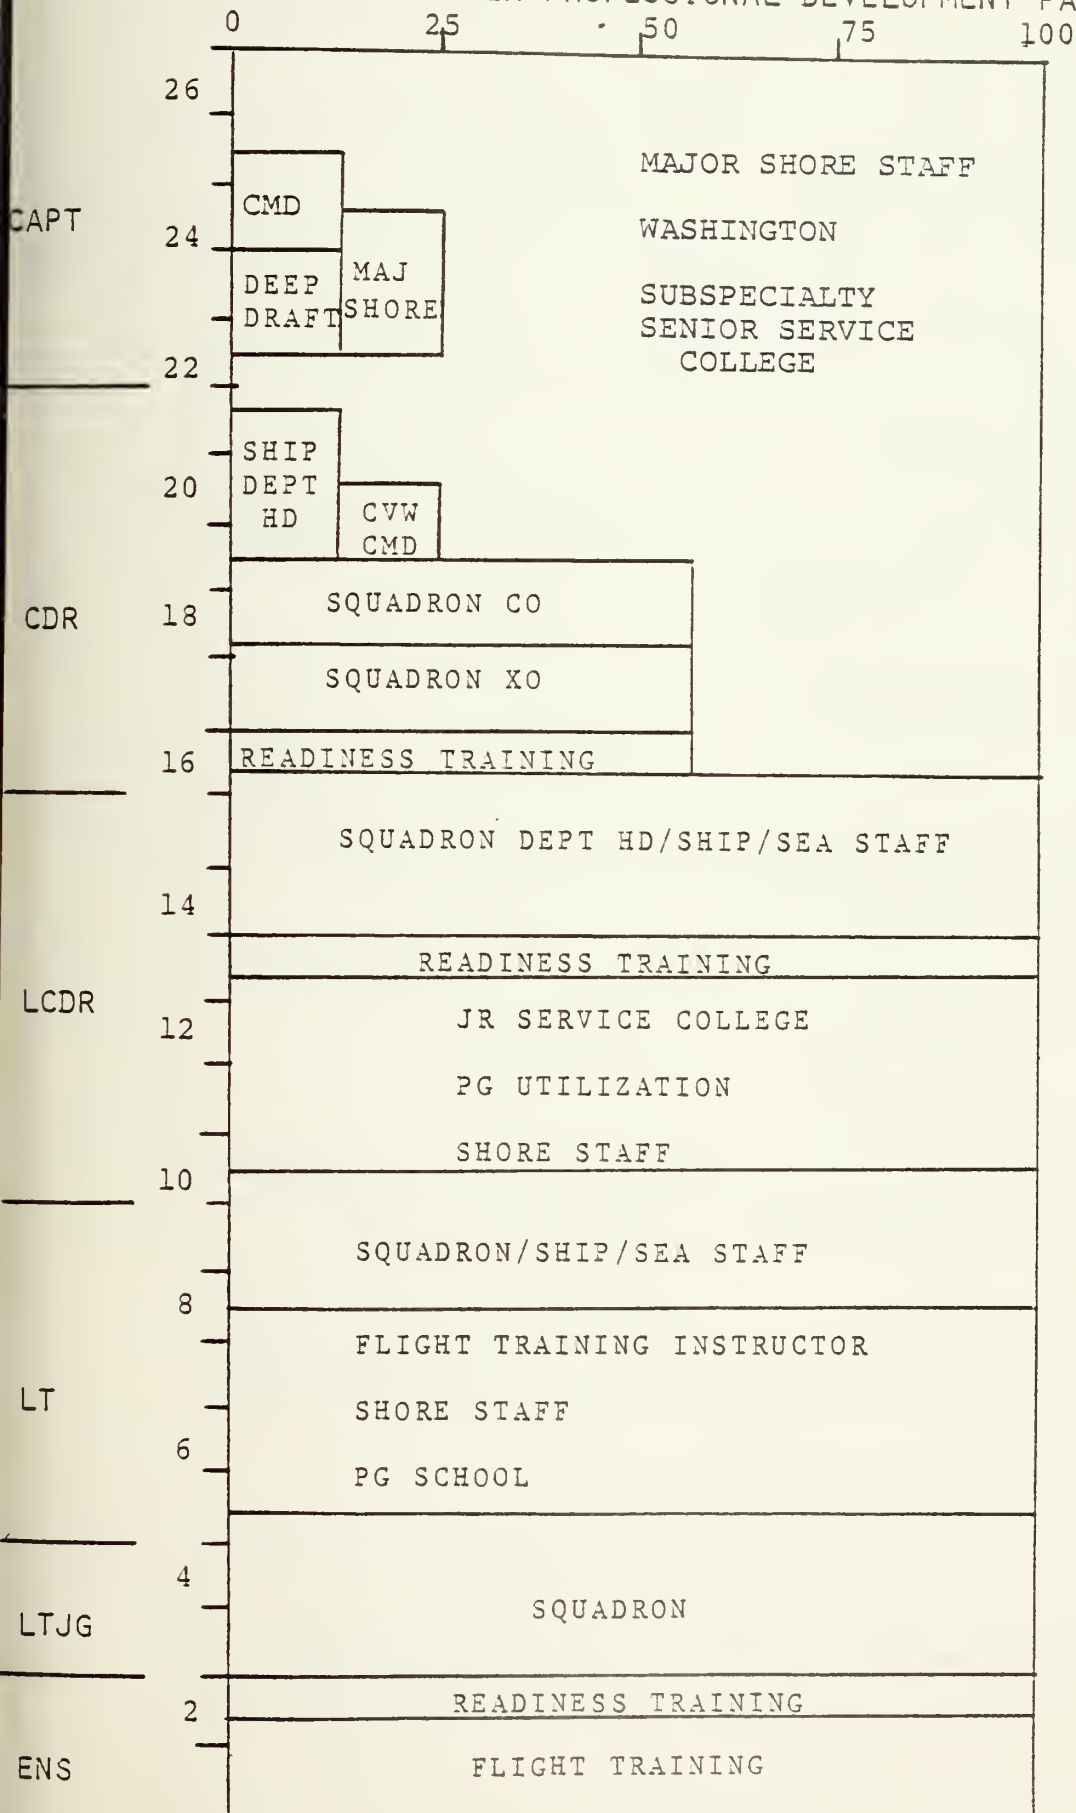 PROFESSIONAL DEVELOPMENT
0 25 50 75 100
26
MAJOR SHORE STAFF
CMD
CAPT
24
WASHINGTON
DEEP
DRAFT
MAJ
SHORE
SUBSPECIALTY
SENIOR SERVICE
COLLEGE
22
SHIP
DEPT
HD
20
CVW
CMD
CDR
18
SQUADRON CO
SQUADRON XO
16
READINESS TRAINING
SQUADRON DEPT HD/SHIP/SEA STAFF
14
READINESS TRAINING
LCDR
12
JR SERVICE COLLEGE
PG UTILIZATION
SHORE STAFF
10
SQUADRON/SHIP/SEA STAFF
8
FLIGHT TRAINING INSTRUCTOR
LT
SHORE STAFF
6
PG SCHOOL
4
SQUADRON
LTJG
2
READINESS TRAINING
ENS
FLIGHT TRAINING